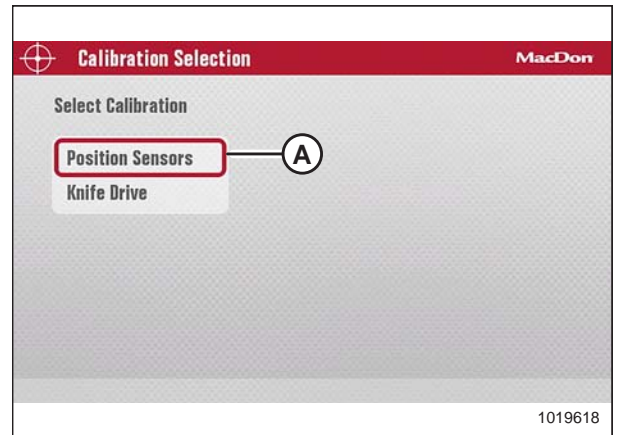 Calibration Selection MacDon
Select Calibration
Position Sensors A
Knife Drive
1019618